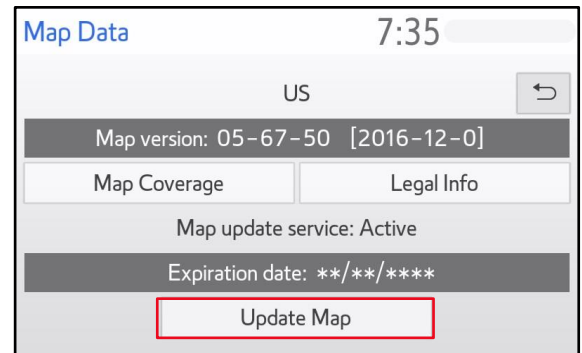 Map Data 7:35
US
Map version: 05-67-50 [2016-12-0]
Map Coverage Legal Info
Map update service: Active
Expiration date: **/**/****
Update Map